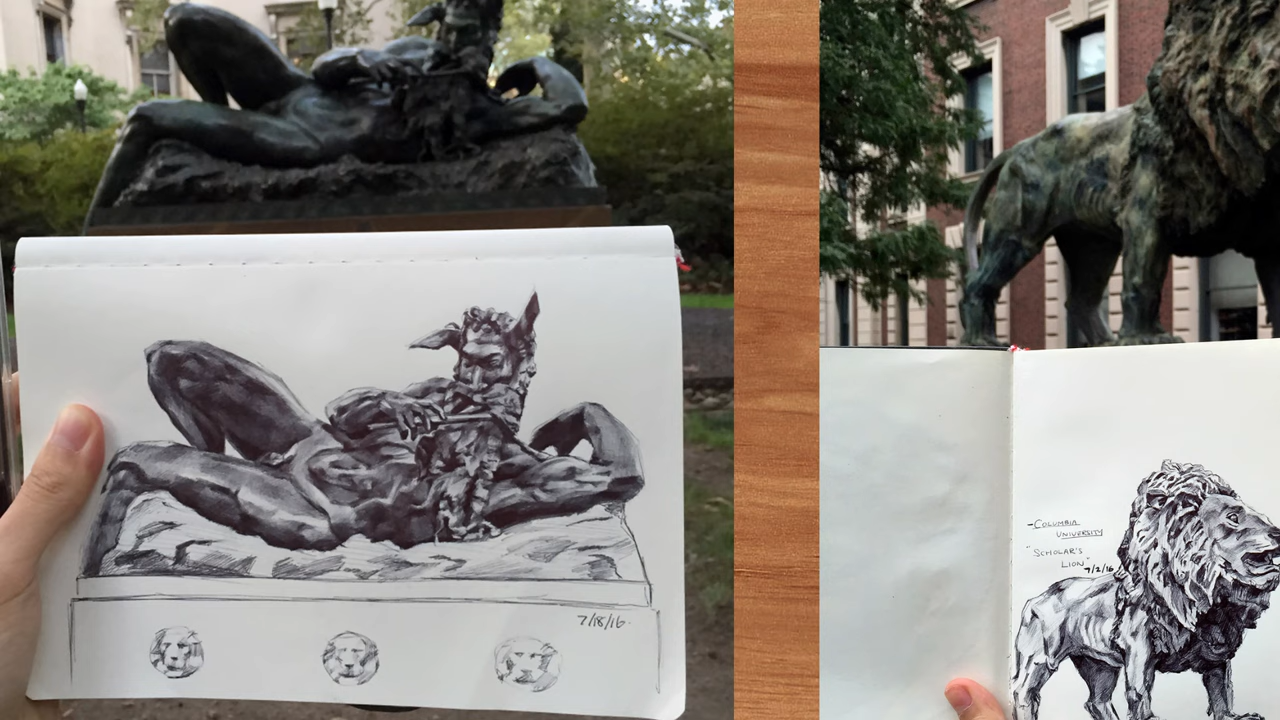 7/18/16.
-COLUMBIA
UNIVERSITY
"SCHOLAR'S
LION"
7/2/16